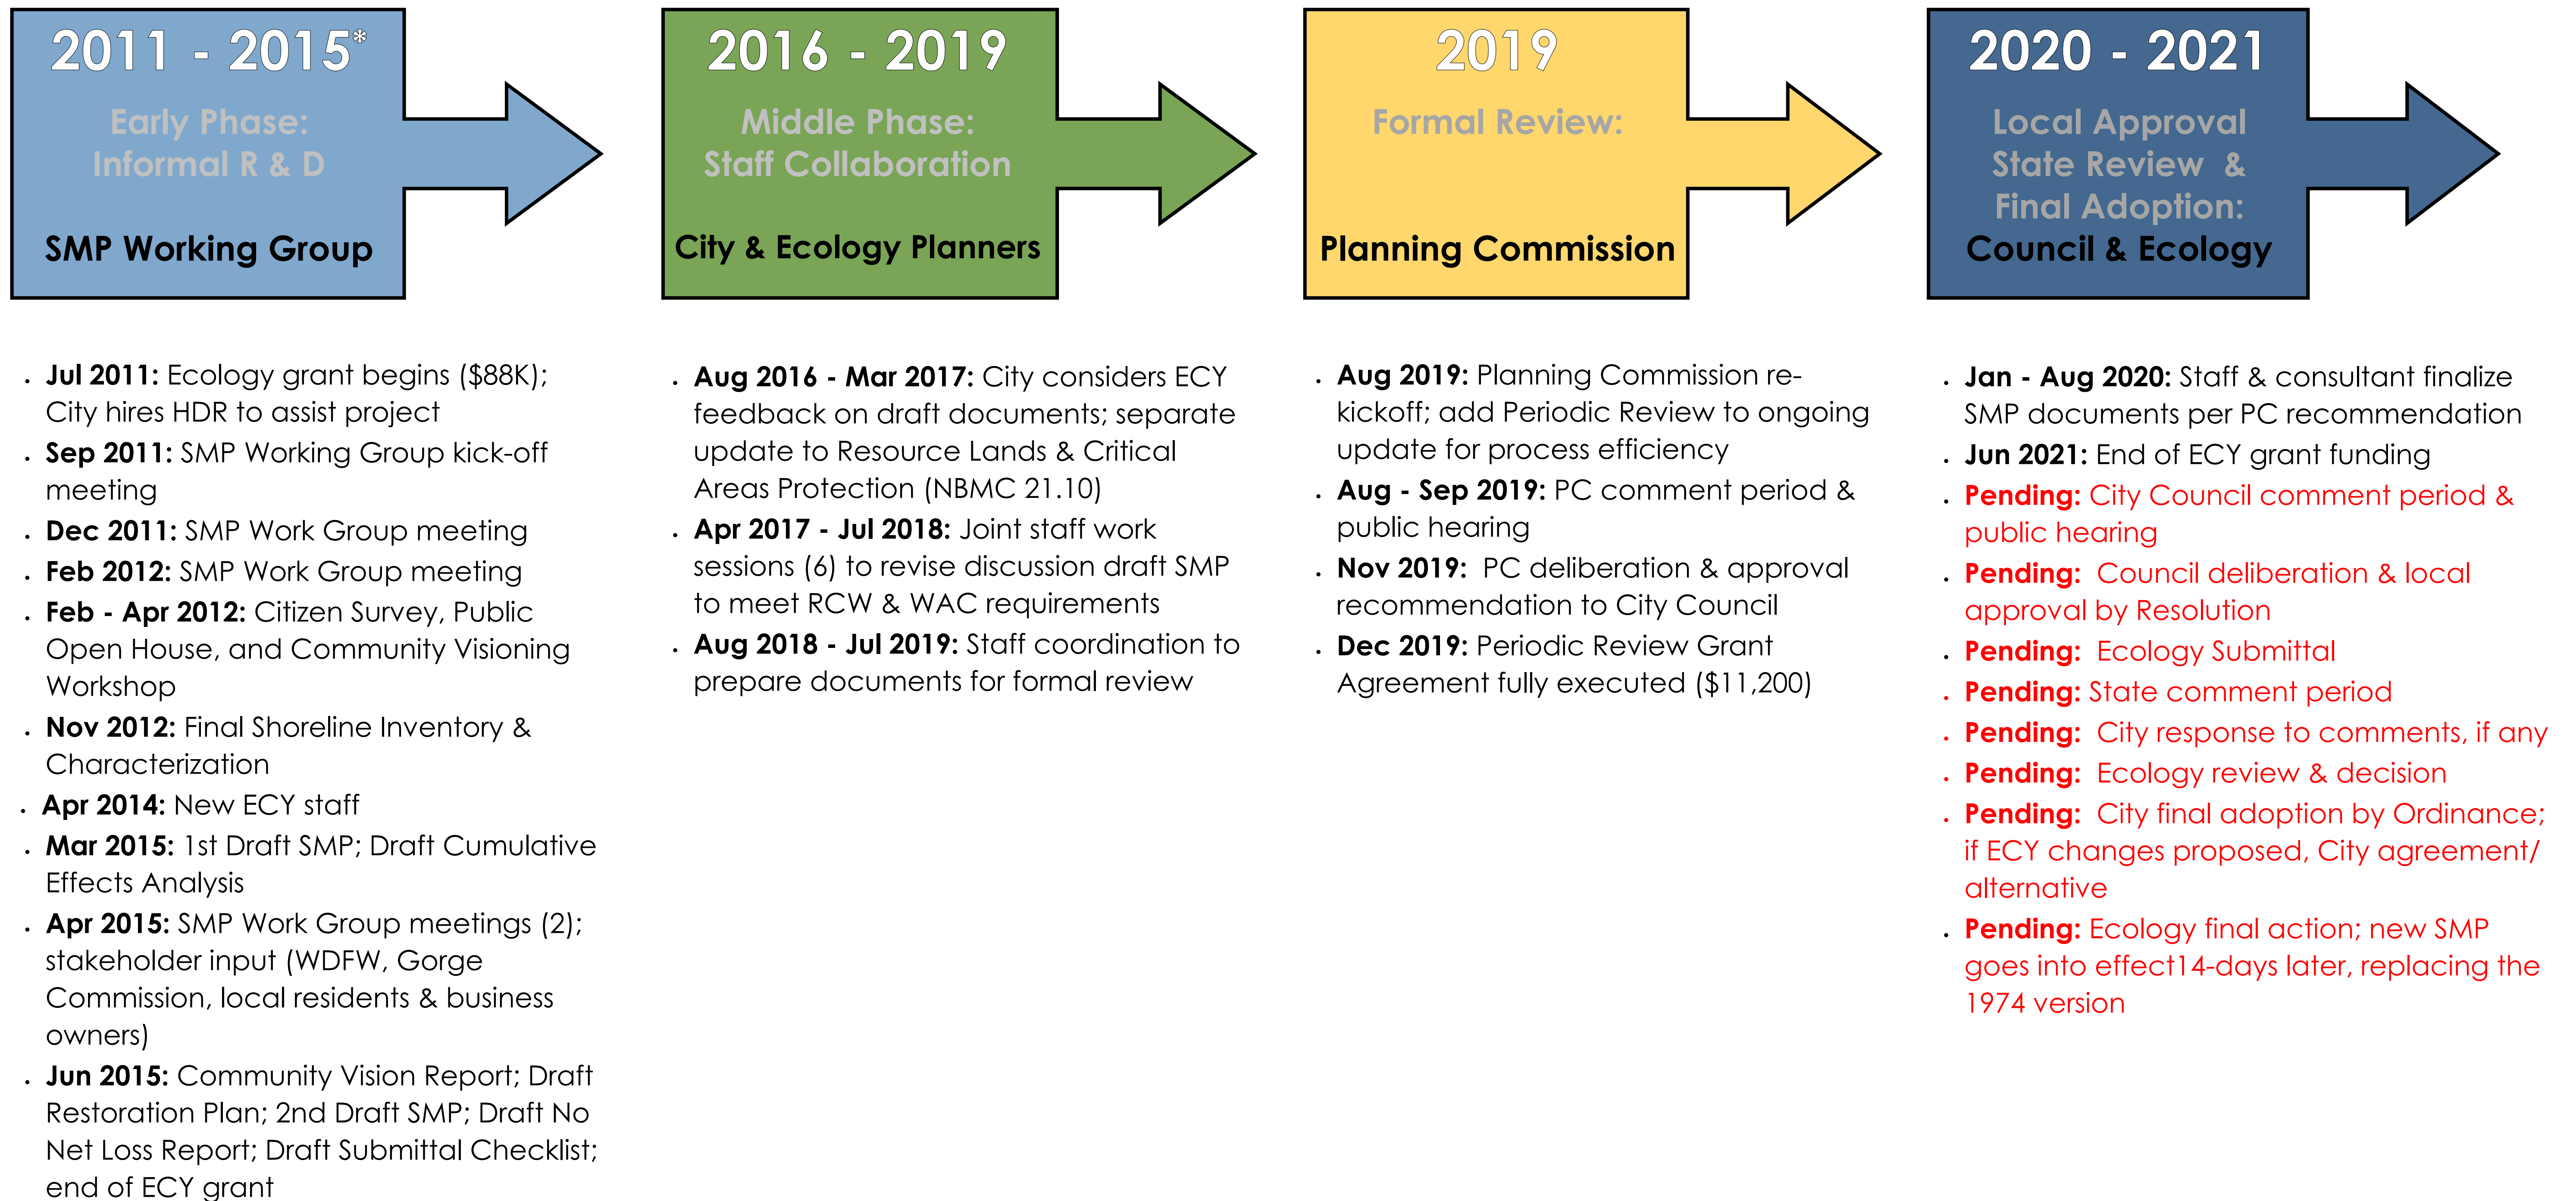 2011 - 2015*
Early Phase:
Informal R & D
SMP Working Group
• Jul 2011: Ecology grant begins ($88K);
City hires HDR to assist project
• Sep 2011: SMP Working Group kick-off
meeting
• Dec 2011: SMP Work Group meeting
• Feb 2012: SMP Work Group meeting
• Feb - Apr 2012: Citizen Survey, Public
Open House, and Community Visioning
Workshop
• Nov 2012: Final Shoreline Inventory &
Characterization
• Apr 2014: New ECY staff
• Mar 2015: 1st Draft SMP; Draft Cumulative
Effects Analysis
• Apr 2015: SMP Work Group meetings (2);
stakeholder input (WDFW, Gorge
Commission, local residents & business
owners)
• Jun 2015: Community Vision Report; Draft
Restoration Plan; 2nd Draft SMP; Draft No
Net Loss Report; Draft Submittal Checklist;
end of ECY grant
2016 - 2019
Middle Phase:
Staff Collaboration
City & Ecology Planners
• Aug 2016 - Mar 2017: City considers ECY
feedback on draft documents; separate
update to Resource Lands & Critical
Areas Protection (NBMC 21.10)
• Apr 2017 - Jul 2018: Joint staff work
sessions (6) to revise discussion draft SMP
to meet RCW & WAC requirements
• Aug 2018 - Jul 2019: Staff coordination to
prepare documents for formal review
2019
Formal Review:
Planning Commission
• Aug 2019: Planning Commission re-
kickoff; add Periodic Review to ongoing
update for process efficiency
• Aug - Sep 2019: PC comment period &
public hearing
• Nov 2019:  PC deliberation & approval
recommendation to City Council
• Dec 2019: Periodic Review Grant
Agreement fully executed ($11,200)
2020 - 2021
Local Approval
State Review  &
Final Adoption:
Council & Ecology
• Jan - Aug 2020: Staff & consultant finalize
SMP documents per PC recommendation
• Jun 2021: End of ECY grant funding
• Pending: City Council comment period &
public hearing
• Pending:  Council deliberation & local
approval by Resolution
• Pending:  Ecology Submittal
• Pending: State comment period
• Pending:  City response to comments, if any
• Pending:  Ecology review & decision
• Pending:  City final adoption by Ordinance;
if ECY changes proposed, City agreement/
alternative
• Pending: Ecology final action; new SMP
goes into effect14-days later, replacing the
1974 version